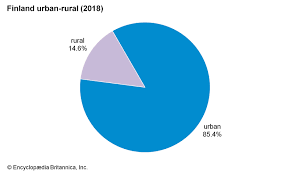 Finland urban-rural (2018)
rural
14.6%
urban
85.4%
© Encyclopædia Britannica, Inc.